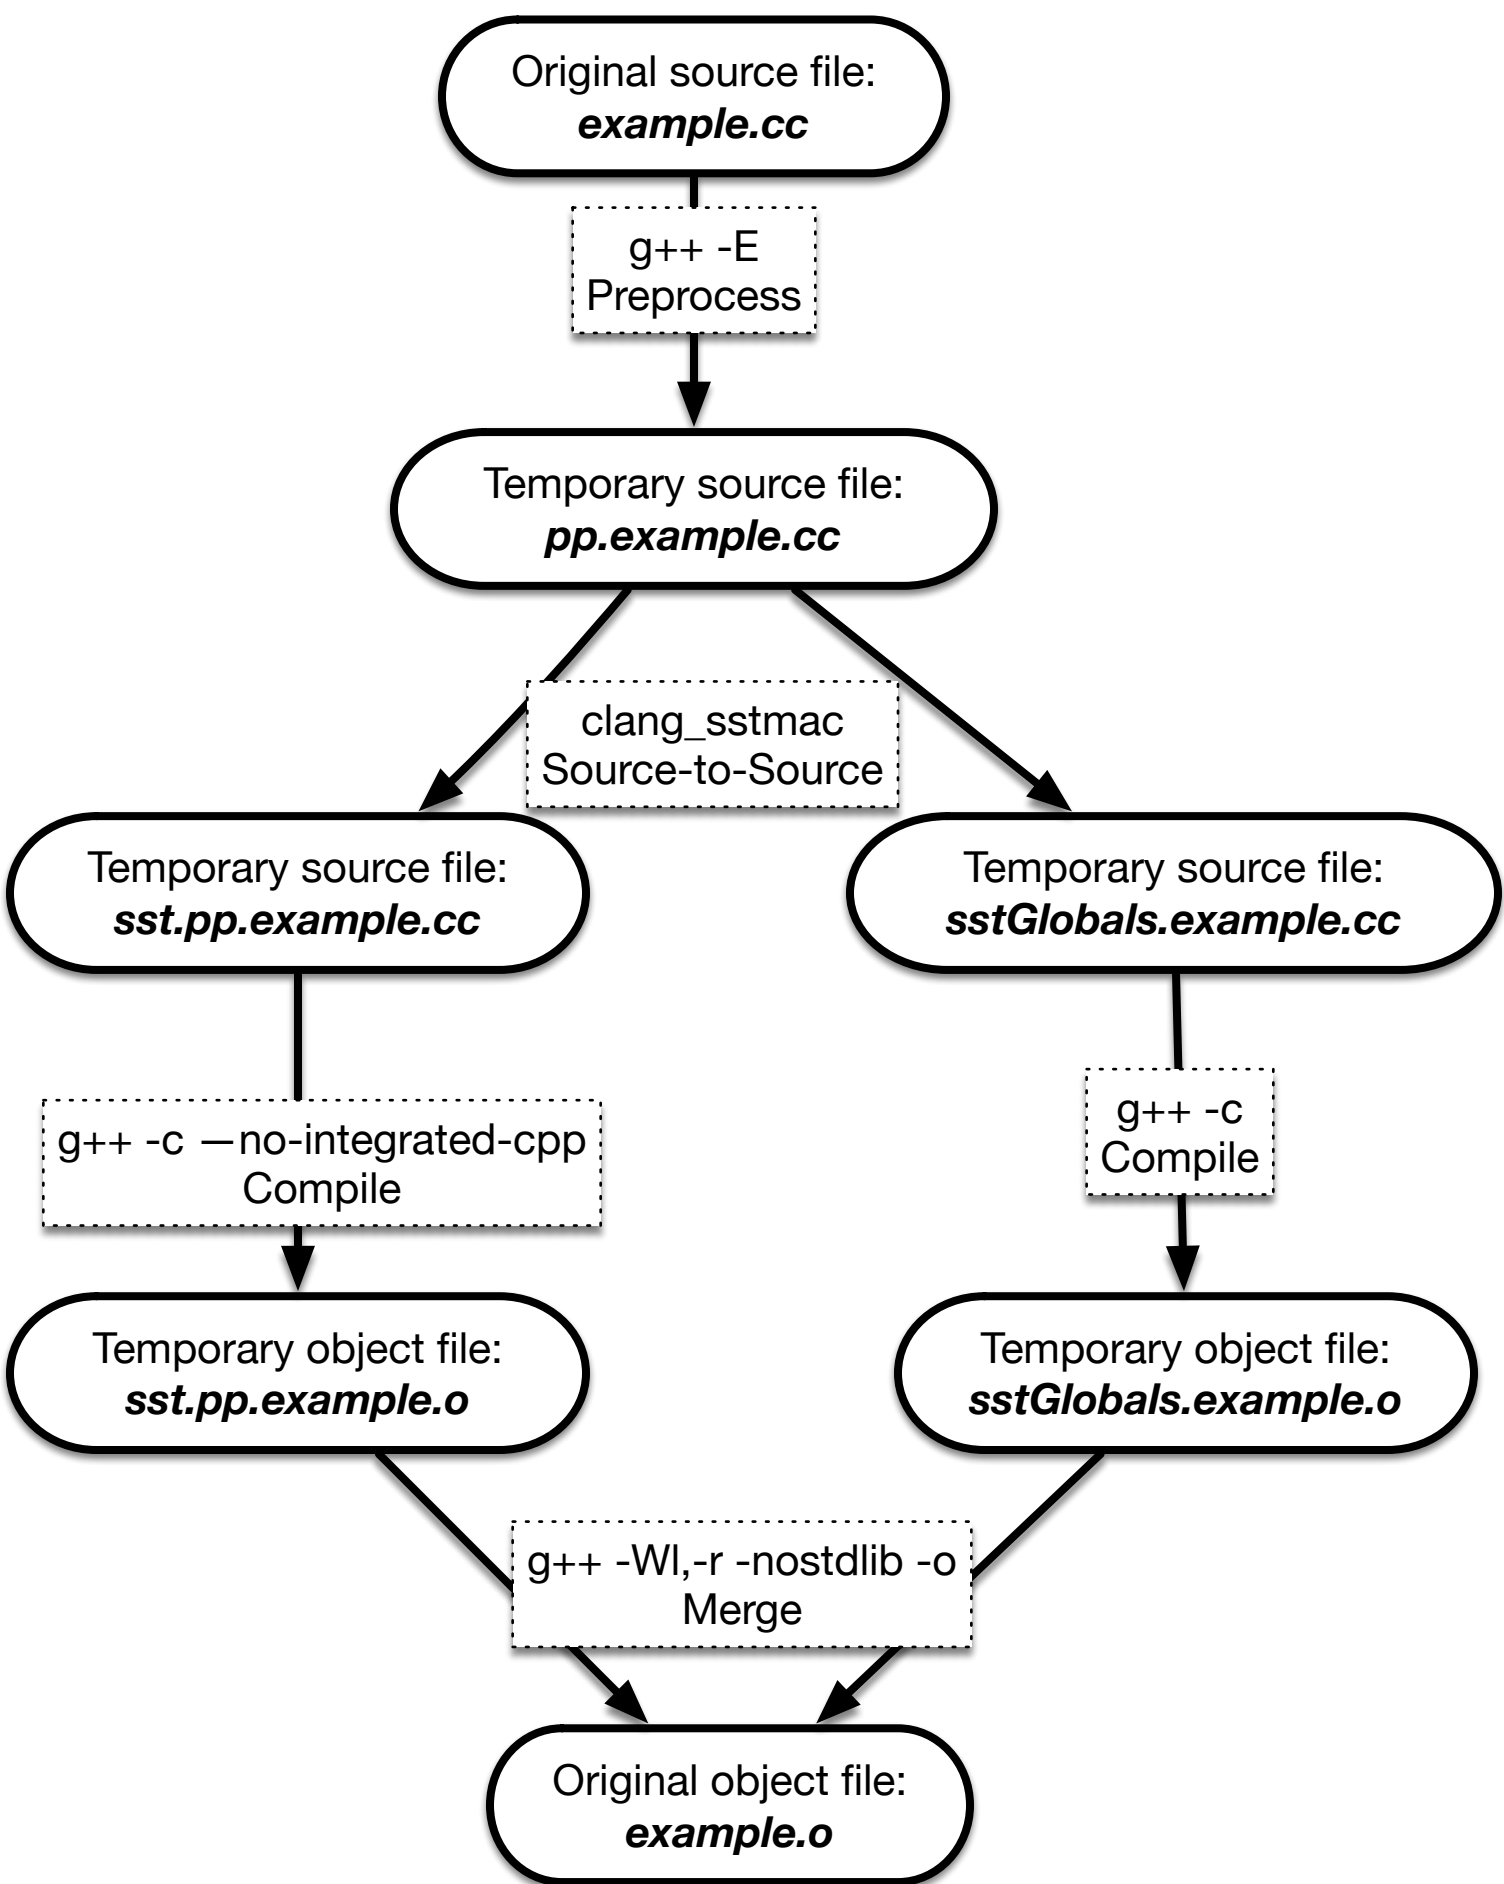 Original source file:
example.cc
g++ -E
Preprocess
Temporary source file:
pp.example.cc
clang_sstmac
Source-to-Source
Temporary source file:
sst.pp.example.cc
Temporary source file:
sstGlobals.example.cc
g++ -c —no-integrated-cpp
Compile
g++ -c
Compile
Temporary object file:
sst.pp.example.o
Temporary object file:
sstGlobals.example.o
g++ -Wl,-r -nostdlib -o
Merge
Original object file:
example.o